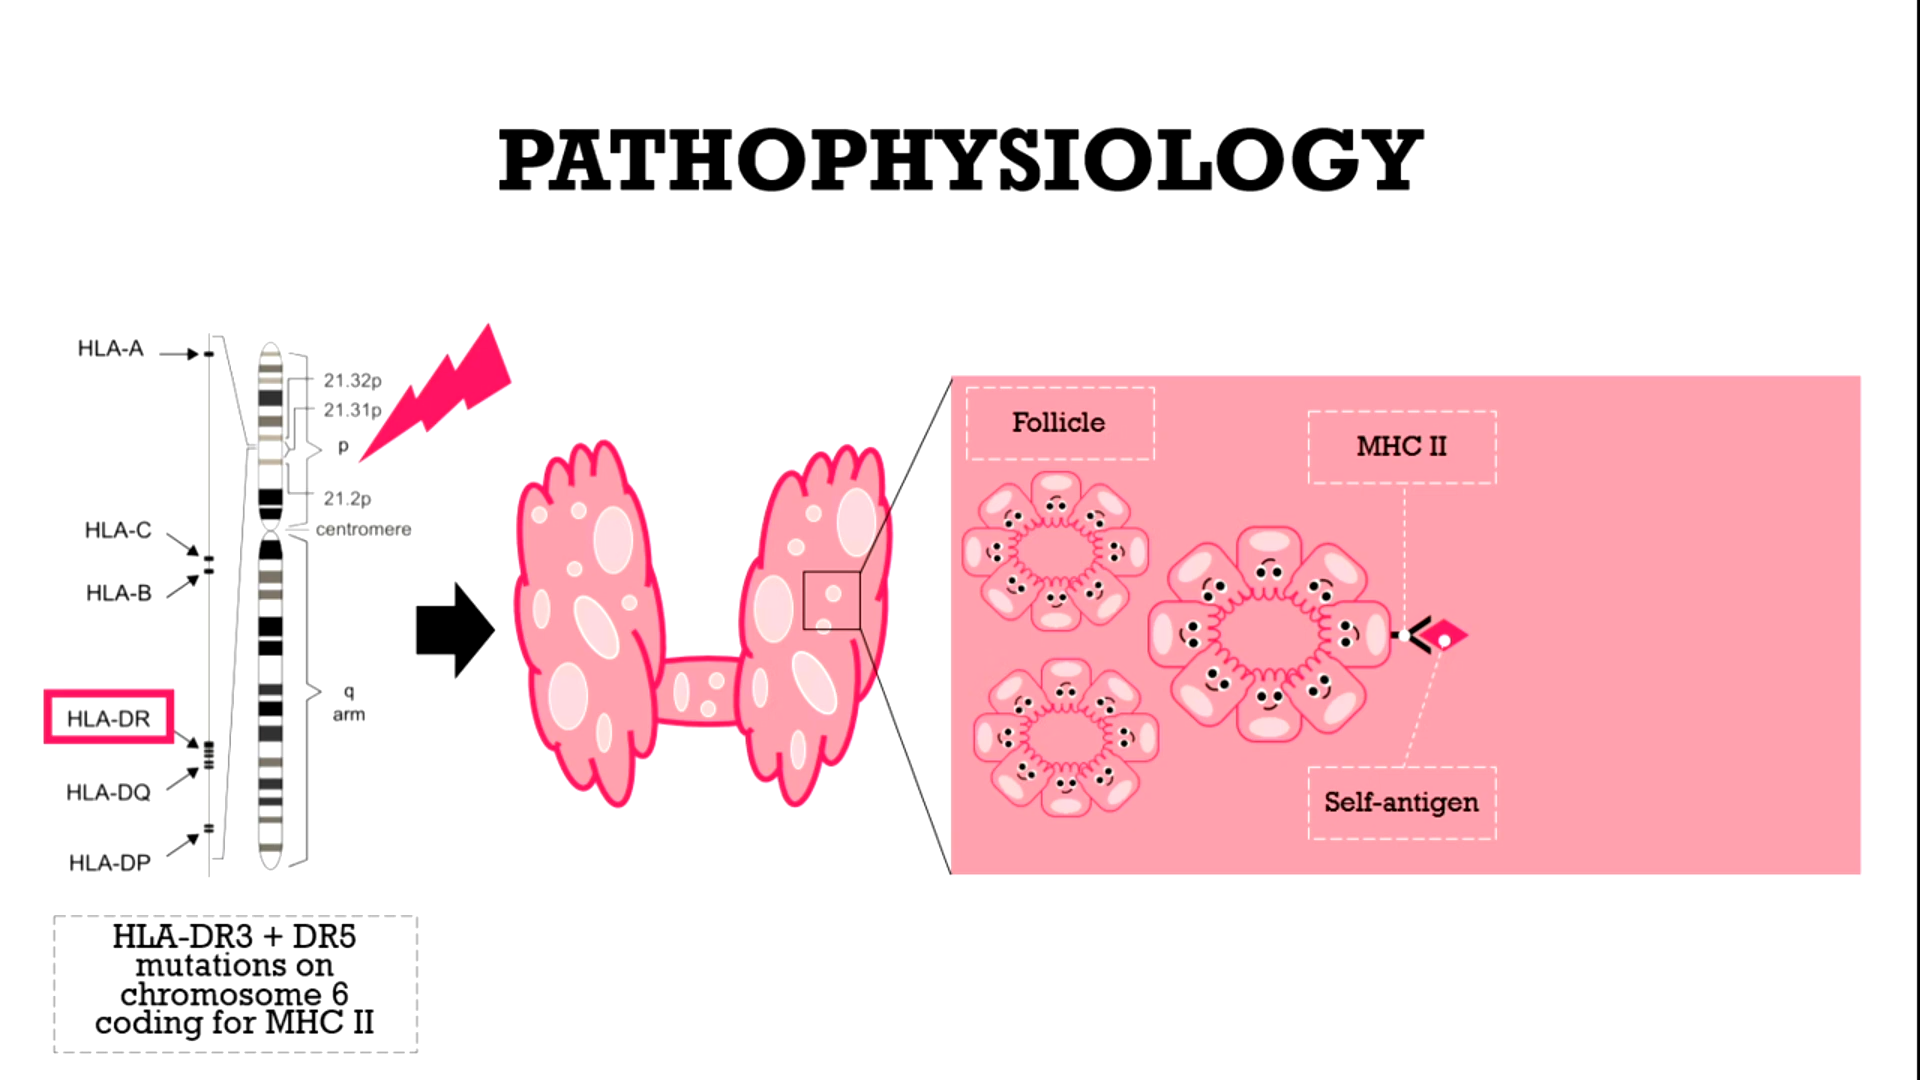 PATHOPHYSIOLOGY
HLA-A
HLA-C
HLA-B
HLA-DR
HLA-DQ
HLA-DP
21.32p
21.31p
p
21.2p
centromere
q
arm
HLA-DR3 + DR5
mutations on
chromosome 6
coding for MHC II
Follicle
MHC II
Self-antigen